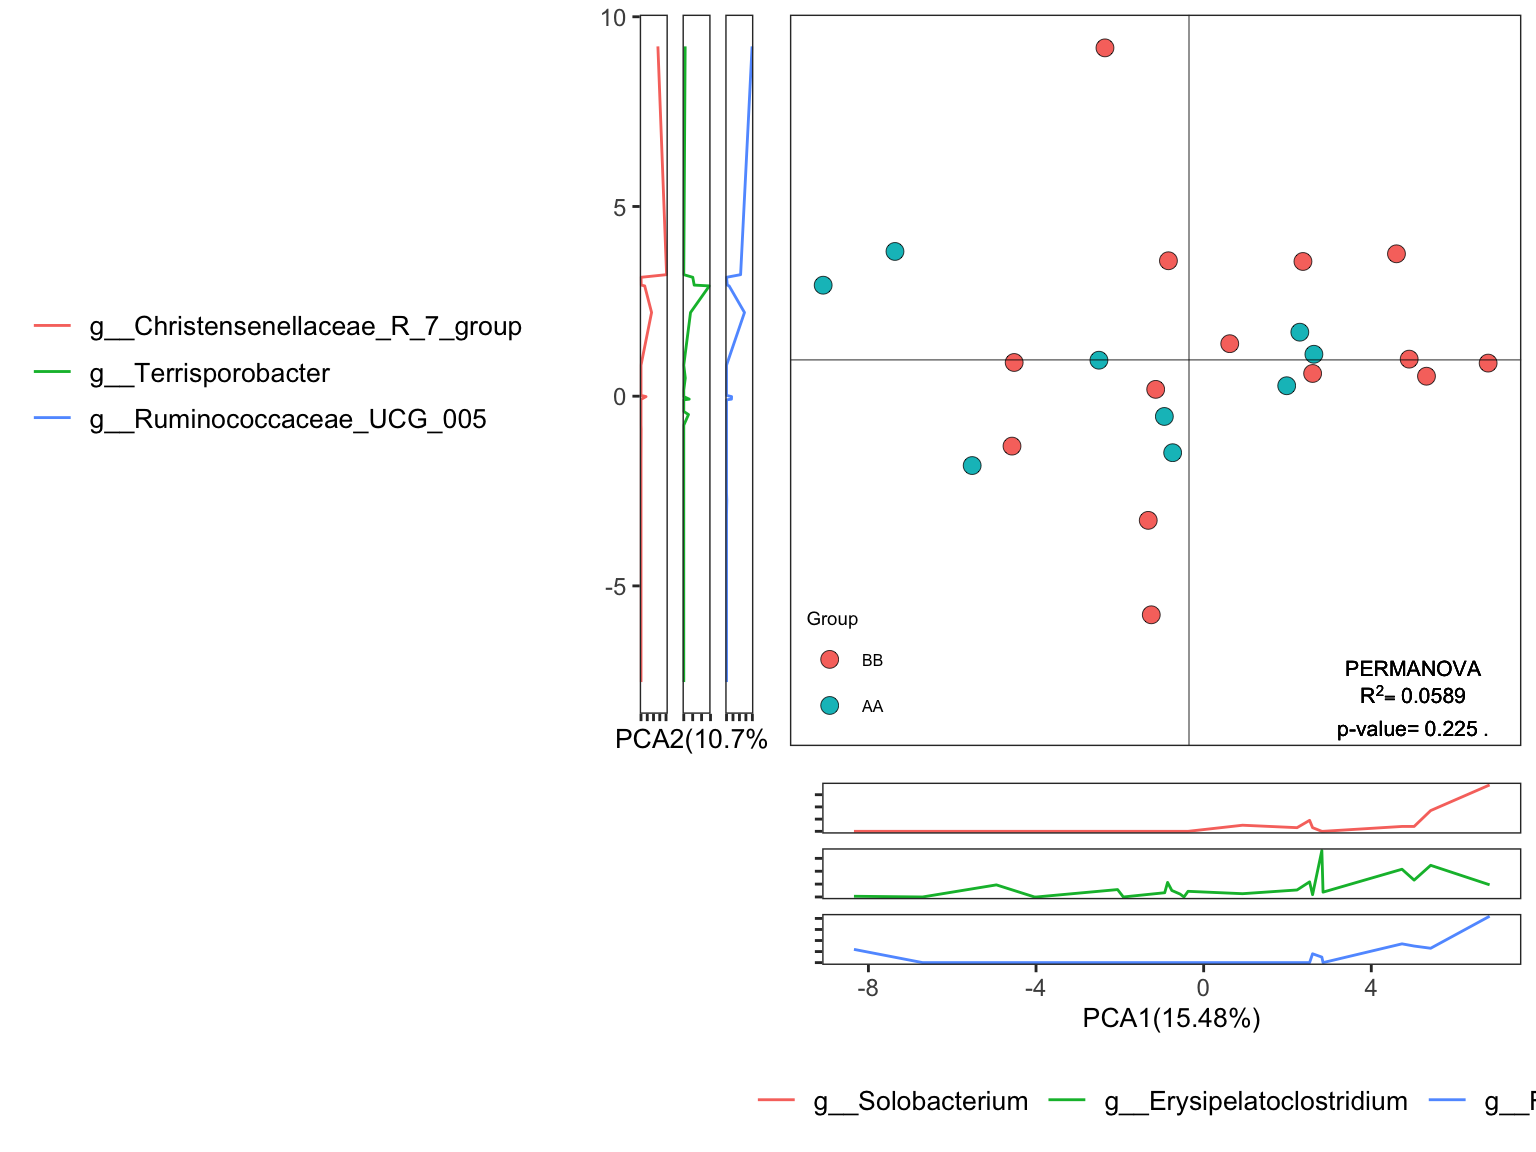 10
5
0
-5
g__Christensenellaceae_R_7_group
g__Terrisporobacter
g__Ruminococcaceae_UCG_005
PCA2(10.7%
Group
BB
AA
PERMANOVA
R²= 0.0589
p-value= 0.225 .
-8 -4 0 4
PCA1(15.48%)
g__Solobacterium g__Erysipelatoclostridium